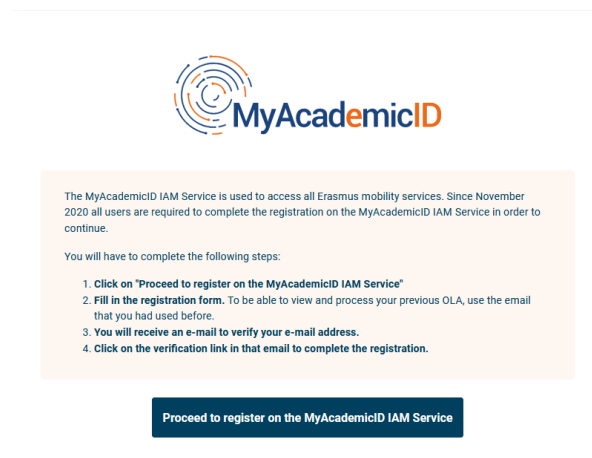 MyAcademicID
The MyAcademicID IAM Service is used to access all Erasmus mobility services. Since November
2020 all users are required to complete the registration on the MyAcademicID IAM Service in order to
continue.
You will have to complete the following steps:
1. Click on "Proceed to register on the MyAcademicID IAM Service"
2. Fill in the registration form. To be able to view and process your previous OLA, use the email
that you had used before.
3. You will receive an e-mail to verify your e-mail address.
4. Click on the verification link in that email to complete the registration.
Proceed to register on the MyAcademicID IAM Service